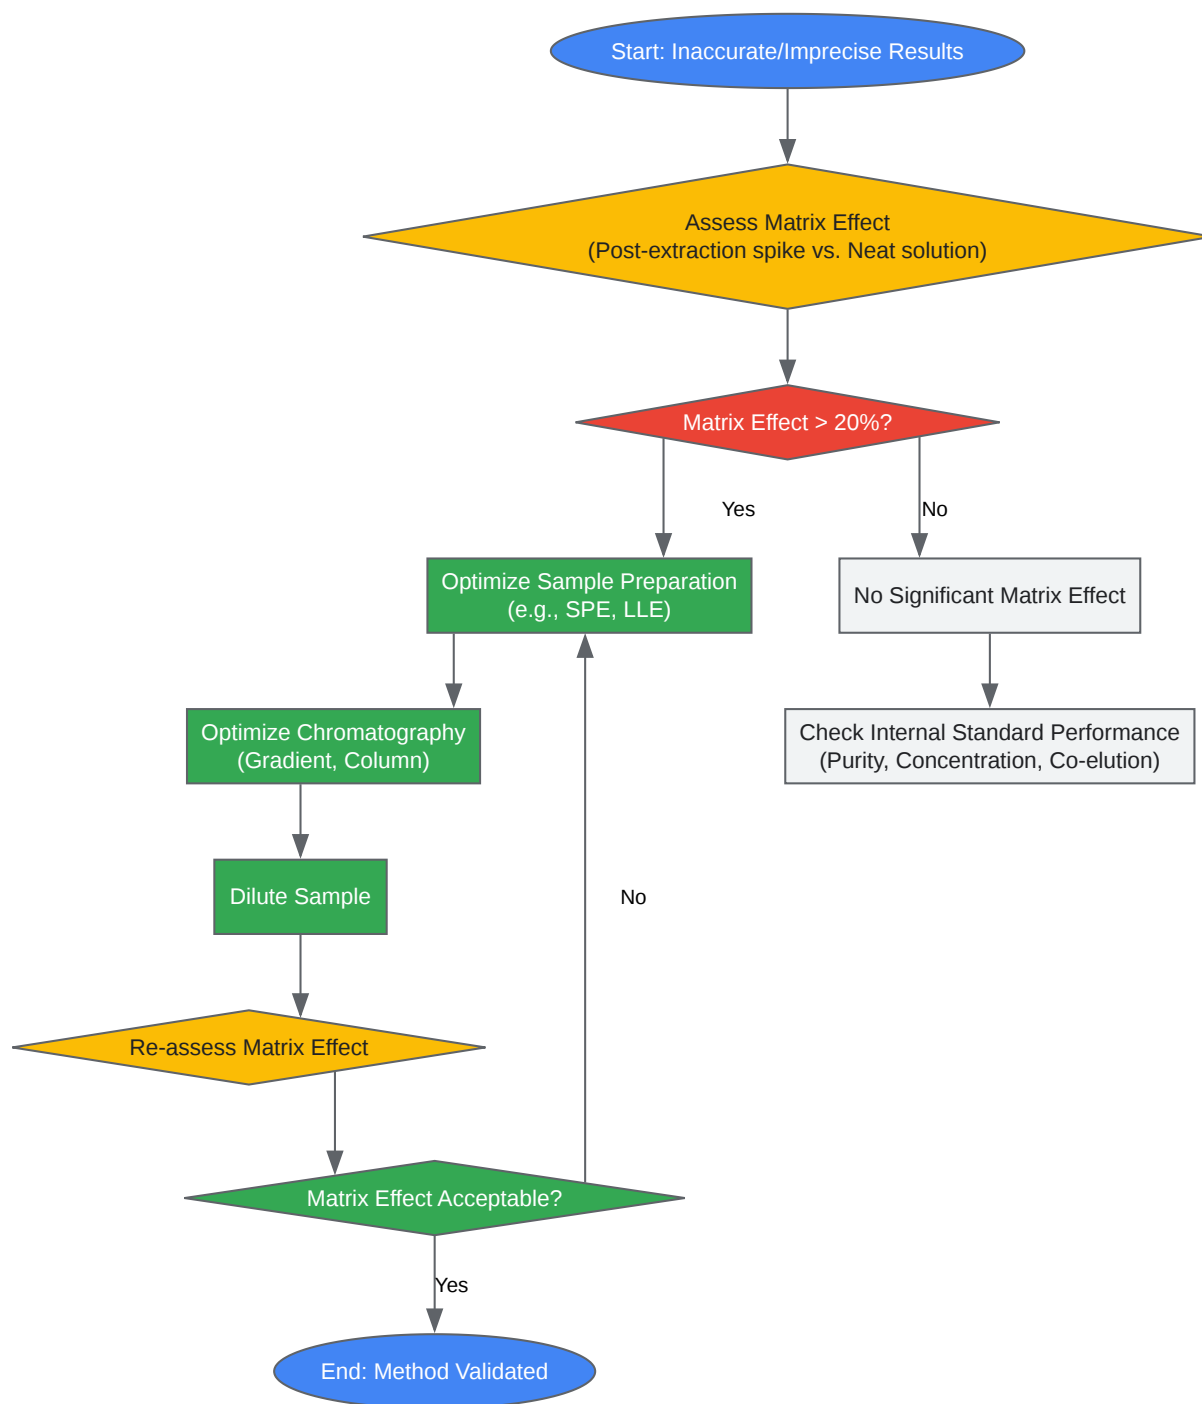 Start: Inaccurate/Imprecise Results
Assess Matrix Effect
(Post-extraction spike vs. Neat solution)
Matrix Effect > 20%?
Yes
No
Optimize Sample Preparation
(e.g., SPE, LLE)
No Significant Matrix Effect
Optimize Chromatography
(Gradient, Column)
Check Internal Standard Performance
(Purity, Concentration, Co-elution)
Dilute Sample
No
Re-assess Matrix Effect
Matrix Effect Acceptable?
Yes
End: Method Validated